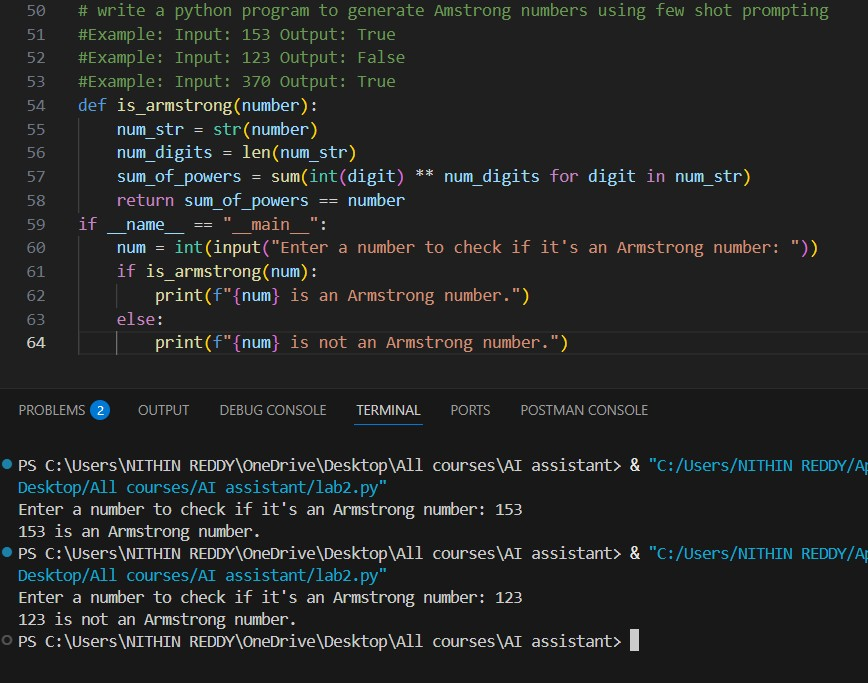 50 # write a python program to generate Amstrong numbers using few shot prompting
51 #Example: Input: 153 Output: True
52 #Example: Input: 123 Output: False
53 #Example: Input: 370 Output: True
54 def is_armstrong(number):
55     num_str = str(number)
56     num_digits = len(num_str)
57     sum_of_powers = sum(int(digit) ** num_digits for digit in num_str)
58     return sum_of_powers == number
59 if __name__ == "__main__":
60     num = int(input("Enter a number to check if it's an Armstrong number: "))
61     if is_armstrong(num):
62         print(f"{num} is an Armstrong number.")
63     else:
64         print(f"{num} is not an Armstrong number.")
PROBLEMS 2 OUTPUT DEBUG CONSOLE TERMINAL PORTS POSTMAN CONSOLE
PS C:\Users\NITHIN REDDY\OneDrive\Desktop\All courses\AI assistant> & "C:/Users/NITHIN REDDY/Ap
Desktop/All courses/AI assistant/lab2.py"
Enter a number to check if it's an Armstrong number: 153
153 is an Armstrong number.
PS C:\Users\NITHIN REDDY\OneDrive\Desktop\All courses\AI assistant> & "C:/Users/NITHIN REDDY/Ap
Desktop/All courses/AI assistant/lab2.py"
Enter a number to check if it's an Armstrong number: 123
123 is not an Armstrong number.
PS C:\Users\NITHIN REDDY\OneDrive\Desktop\All courses\AI assistant>